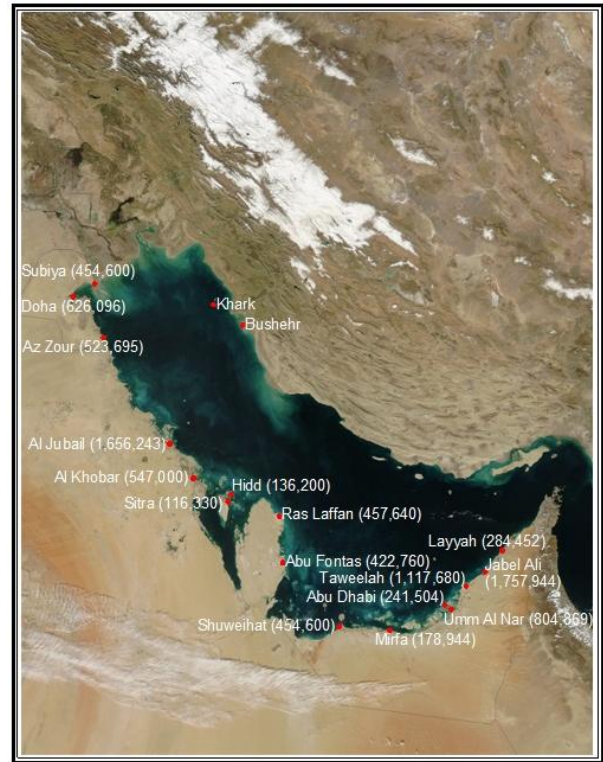 Subiya (454,600)
Doha (626,096)
Khark
Bushehr
Az Zour (523,695)
Al Jubail (1,656,243)
Al Khobar (547,000)
Hidd (136,200)
Sitra (116,330)
Ras Laffan (457,640)
Layyah (284,452)
Abu Fontas (422,760)
Jabel Ali
(1,757,944)
Taweelah (1,117,680)
Abu Dhabi (241,504)
Umm Al Nar (804,869)
Shuweihat (454,600)
Mirfa (178,944)